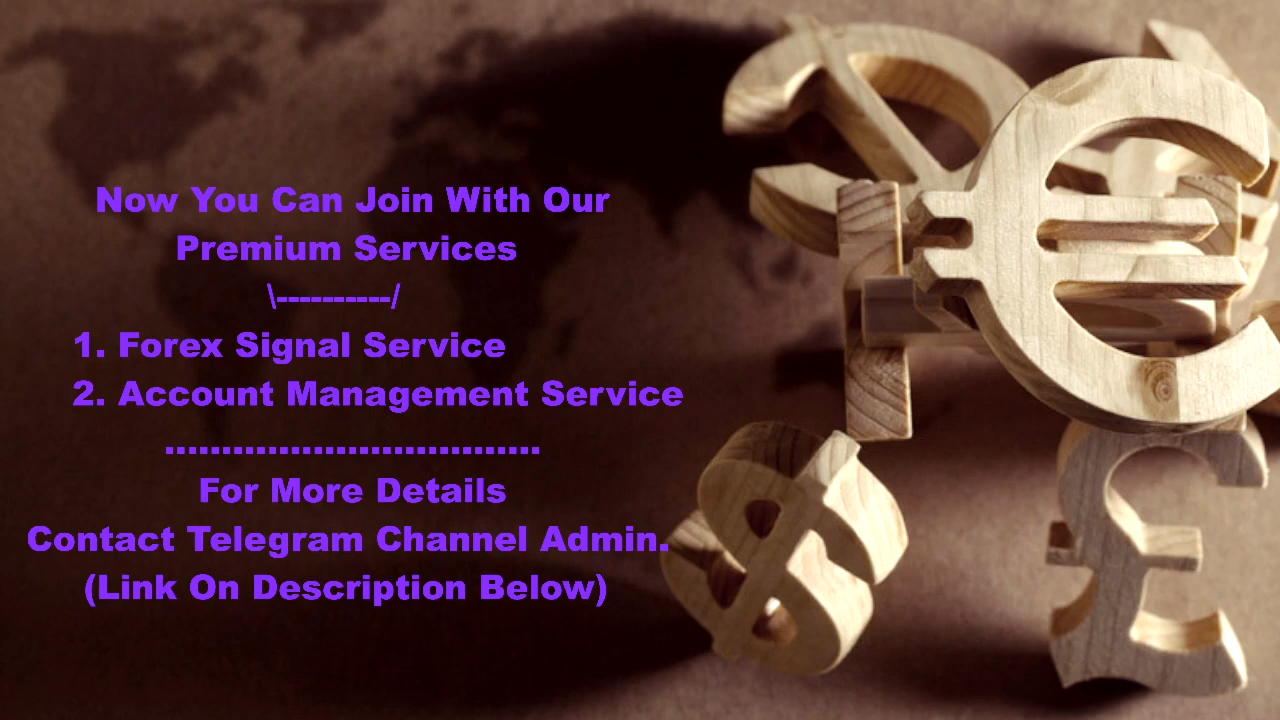 Now You Can Join With Our
Premium Services
\----------/
1. Forex Signal Service
2. Account Management Service
.................................
For More Details
Contact Telegram Channel Admin.
(Link On Description Below)